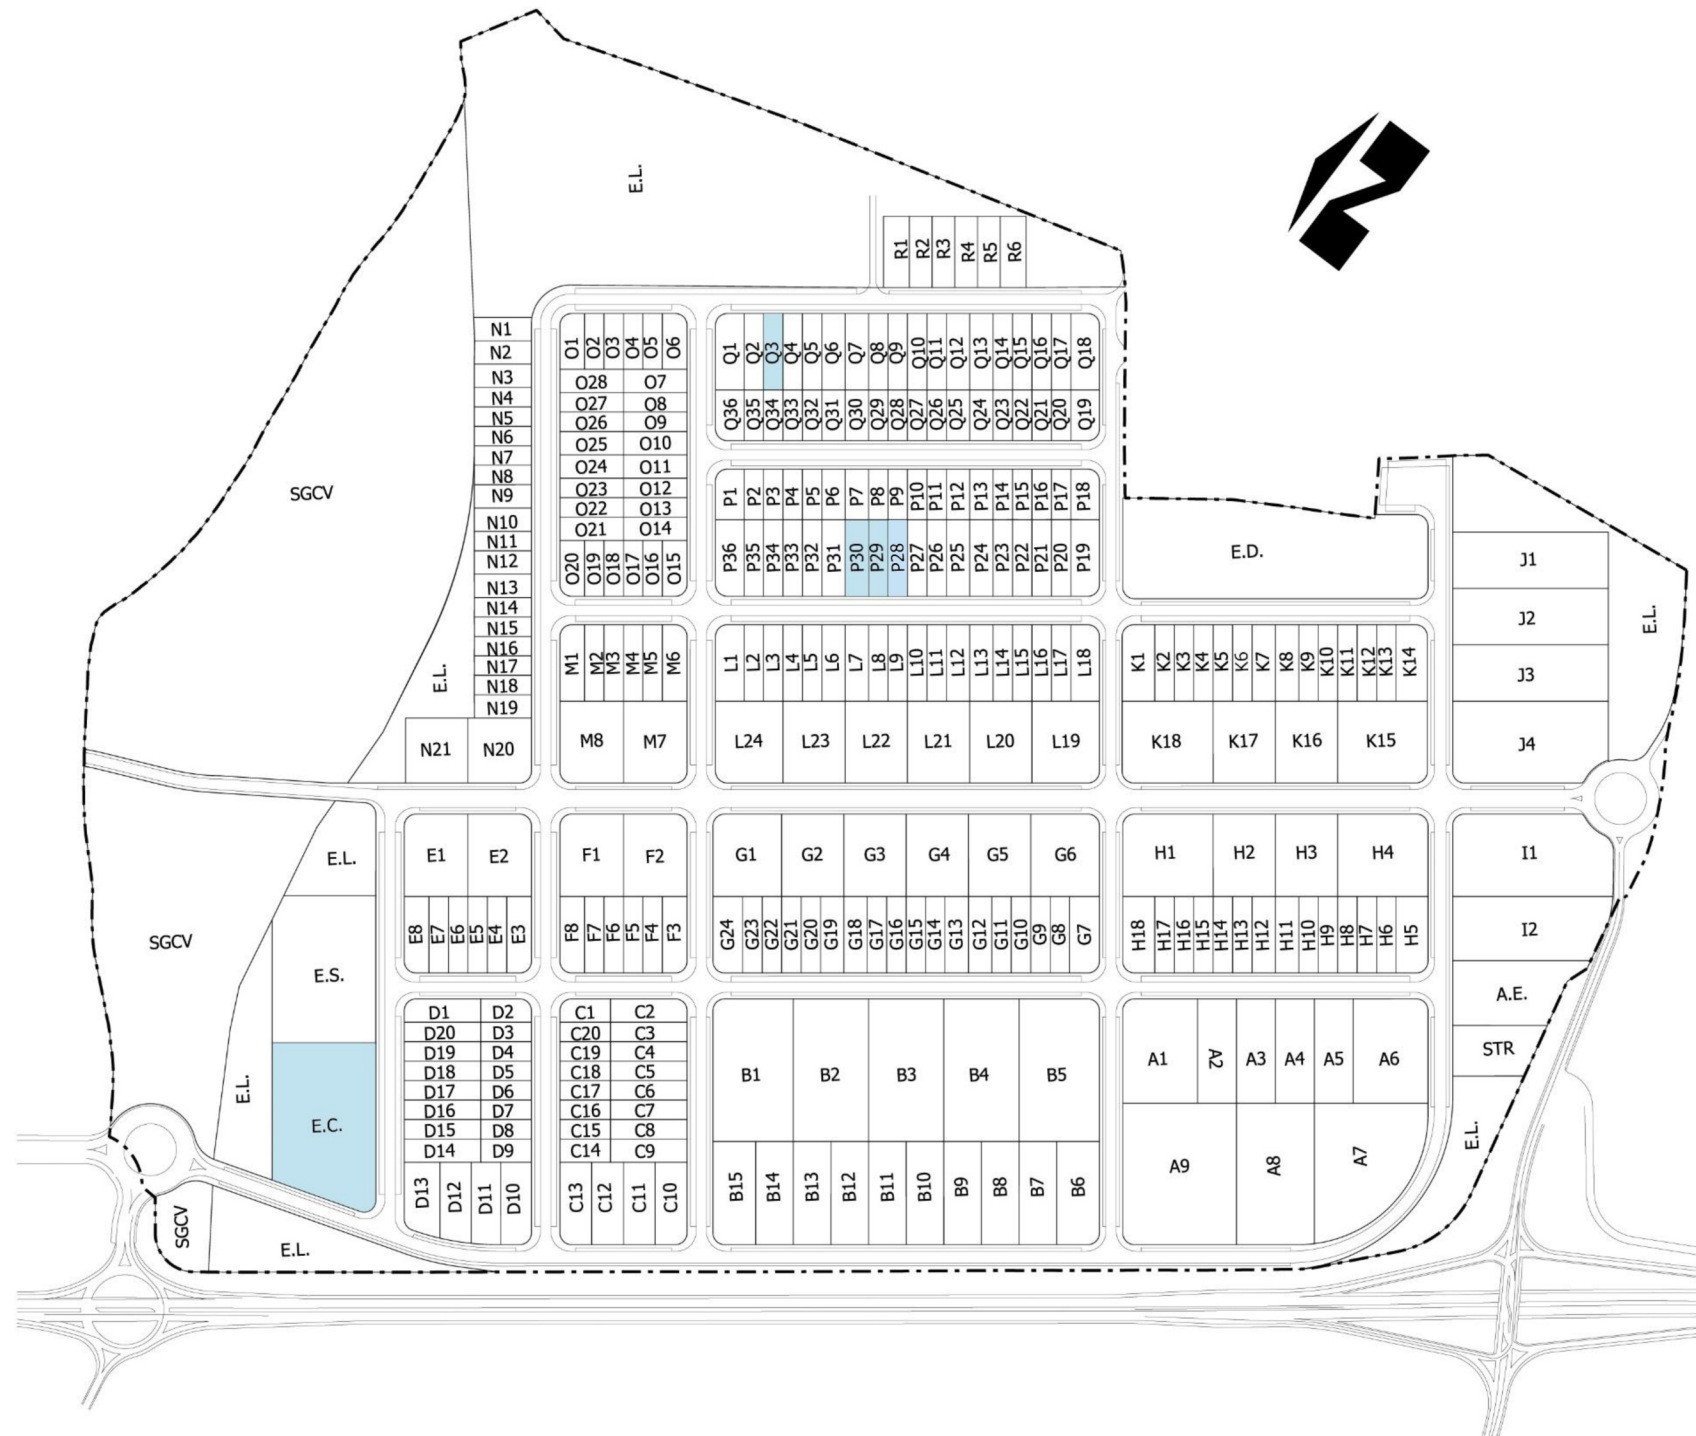 E.L.
R1 R2 R3 R4 R5 R6
N1
N2
N3
N4
N5
N6
N7
N8
N9
N10
N11
N12
N13
N14
N15
N16
N17
N18
N19
N21 N20
O1 O2 O3 O4 O5 O6
O28 O7
O27 O8
O26 O9
O25 O10
O24 O11
O23 O12
O22 O13
O21 O14
O20 O19 O18 O17 O16 O15
Q1 Q2 Q3 Q4 Q5 Q6 Q7 Q8 Q9 Q10 Q11 Q12 Q13 Q14 Q15 Q16 Q17 Q18
Q36 Q35 Q34 Q33 Q32 Q31 Q30 Q29 Q28 Q27 Q26 Q25 Q24 Q23 Q22 Q21 Q20 Q19
P1 P2 P3 P4 P5 P6 P7 P8 P9 P10 P11 P12 P13 P14 P15 P16 P17 P18
P36 P35 P34 P33 P32 P31 P30 P29 P28 P27 P26 P25 P24 P23 P22 P21 P20 P19
SGCV
E.D.
J1
J2
J3
J4
E.L.
E.L.
M1 M2 M3 M4 M5 M6
M8 M7
L1 L2 L3 L4 L5 L6 L7 L8 L9 L10 L11 L12 L13 L14 L15 L16 L17 L18
L24 L23 L22 L21 L20 L19
K1 K2 K3 K4 K5 K6 K7 K8 K9 K10 K11 K12 K13 K14
K18 K17 K16 K15
E.L.
E1 E2
F1 F2
G1 G2 G3 G4 G5 G6
H1 H2 H3 H4
I1
SGCV
E8 E7 E6 E5 E4 E3
F8 F7 F6 F5 F4 F3
G24 G23 G22 G21 G20 G19 G18 G17 G16 G15 G14 G13 G12 G11 G10 G9 G8 G7
H18 H17 H16 H15 H14 H13 H12 H11 H10 H9 H8 H7 H6 H5
I2
E.S.
A.E.
STR
E.L.
E.C.
E.L.
D1 D2
D20 D3
D19 D4
D18 D5
D17 D6
D16 D7
D15 D8
D14 D9
D13 D12 D11 D10
C1 C2
C20 C3
C19 C4
C18 C5
C17 C6
C16 C7
C15 C8
C14 C9
C13 C12 C11 C10
B1 B2 B3 B4 B5
B15 B14 B13 B12 B11 B10 B9 B8 B7 B6
A1 A2 A3 A4 A5 A6
A9 A8 A7
SGCV
E.L.